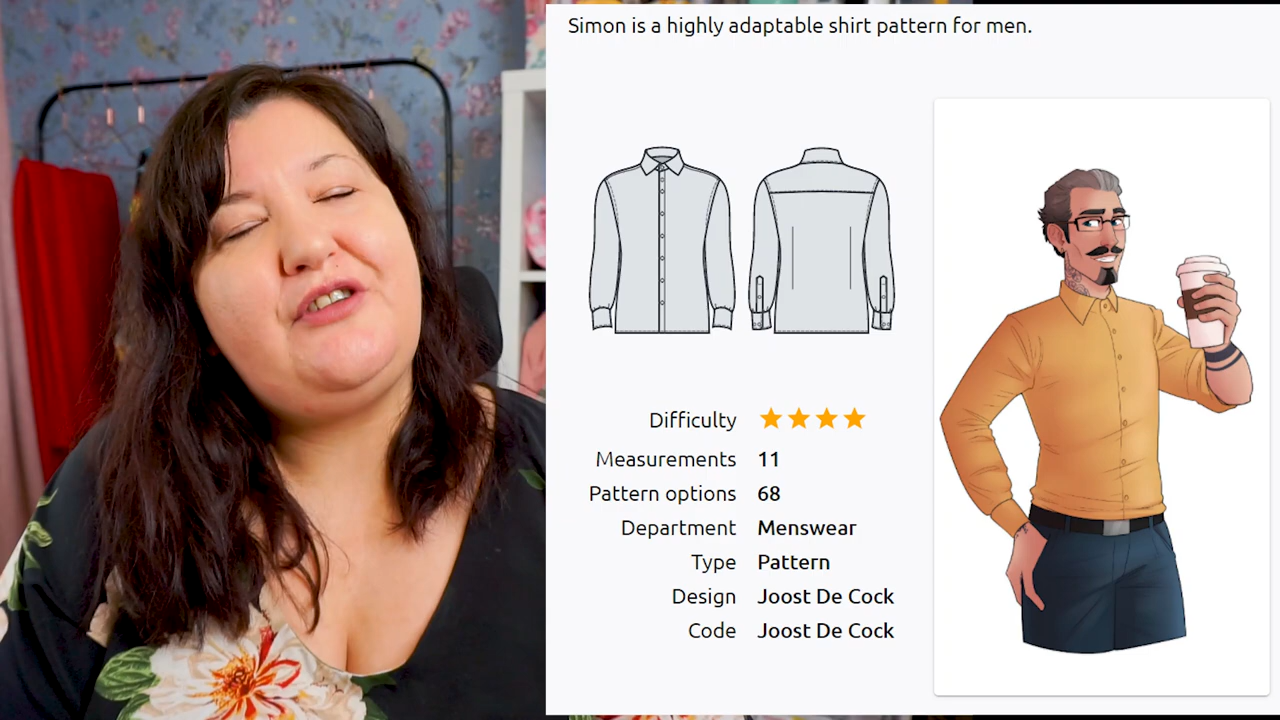 Simon is a highly adaptable shirt pattern for men.
Difficulty
Measurements 11
Pattern options 68
Department Menswear
Type Pattern
Design Joost De Cock
Code Joost De Cock